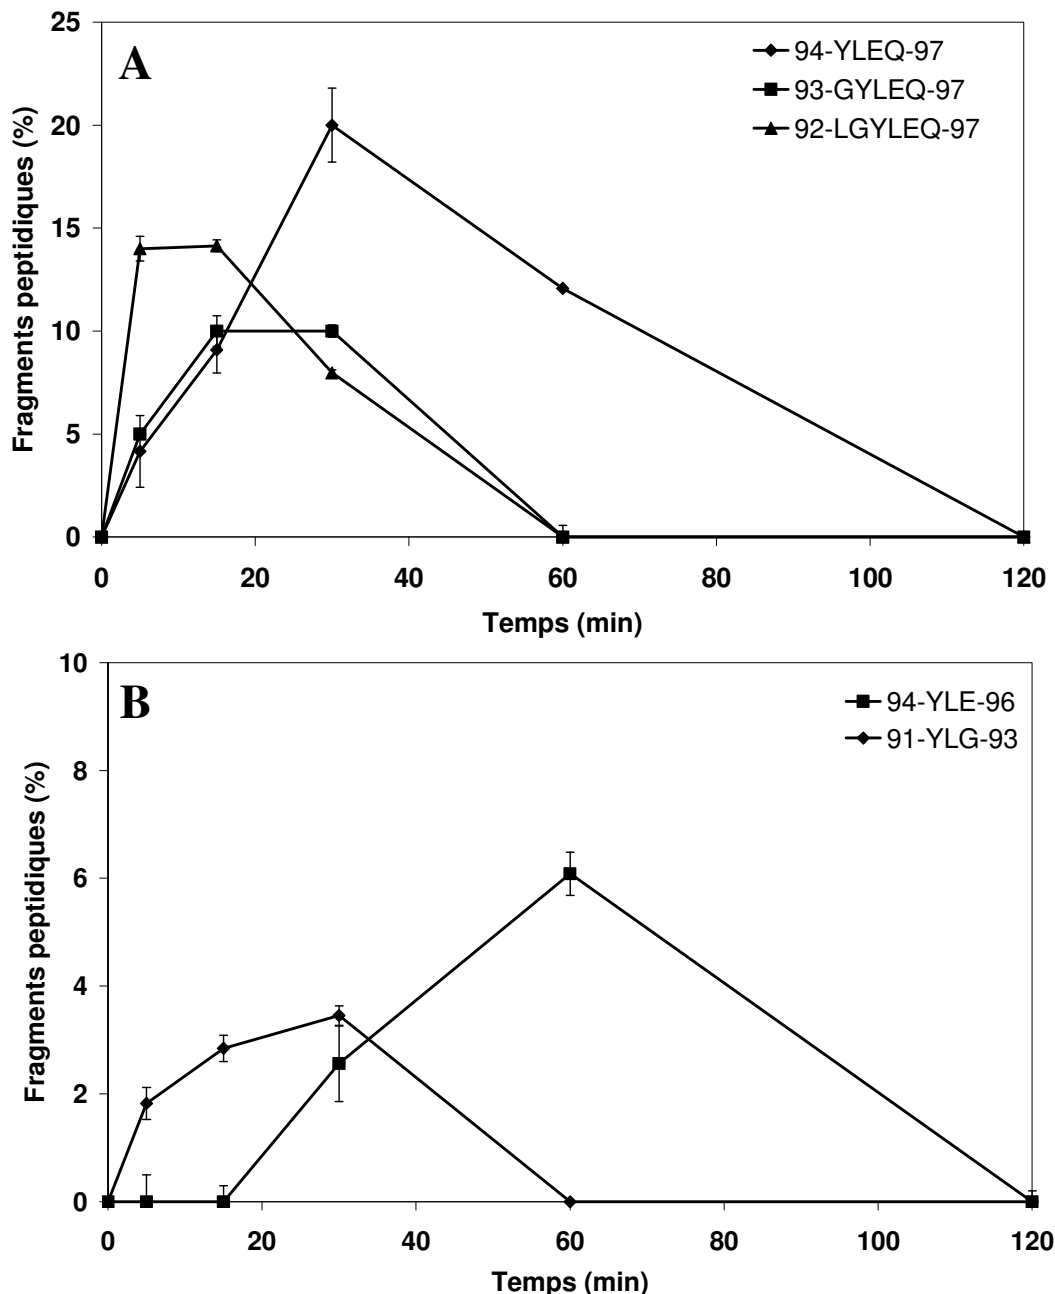 A
94-YLEQ-97
93-GYLEQ-97
92-LGYLEQ-97
Fragments peptidiques (%)
25
20
15
10
5
0
0 20 40 60 80 100 120
Temps (min)
B
94-YLE-96
91-YLG-93
Fragments peptidiques (%)
10
8
6
4
2
0
0 20 40 60 80 100 120
Temps (min)